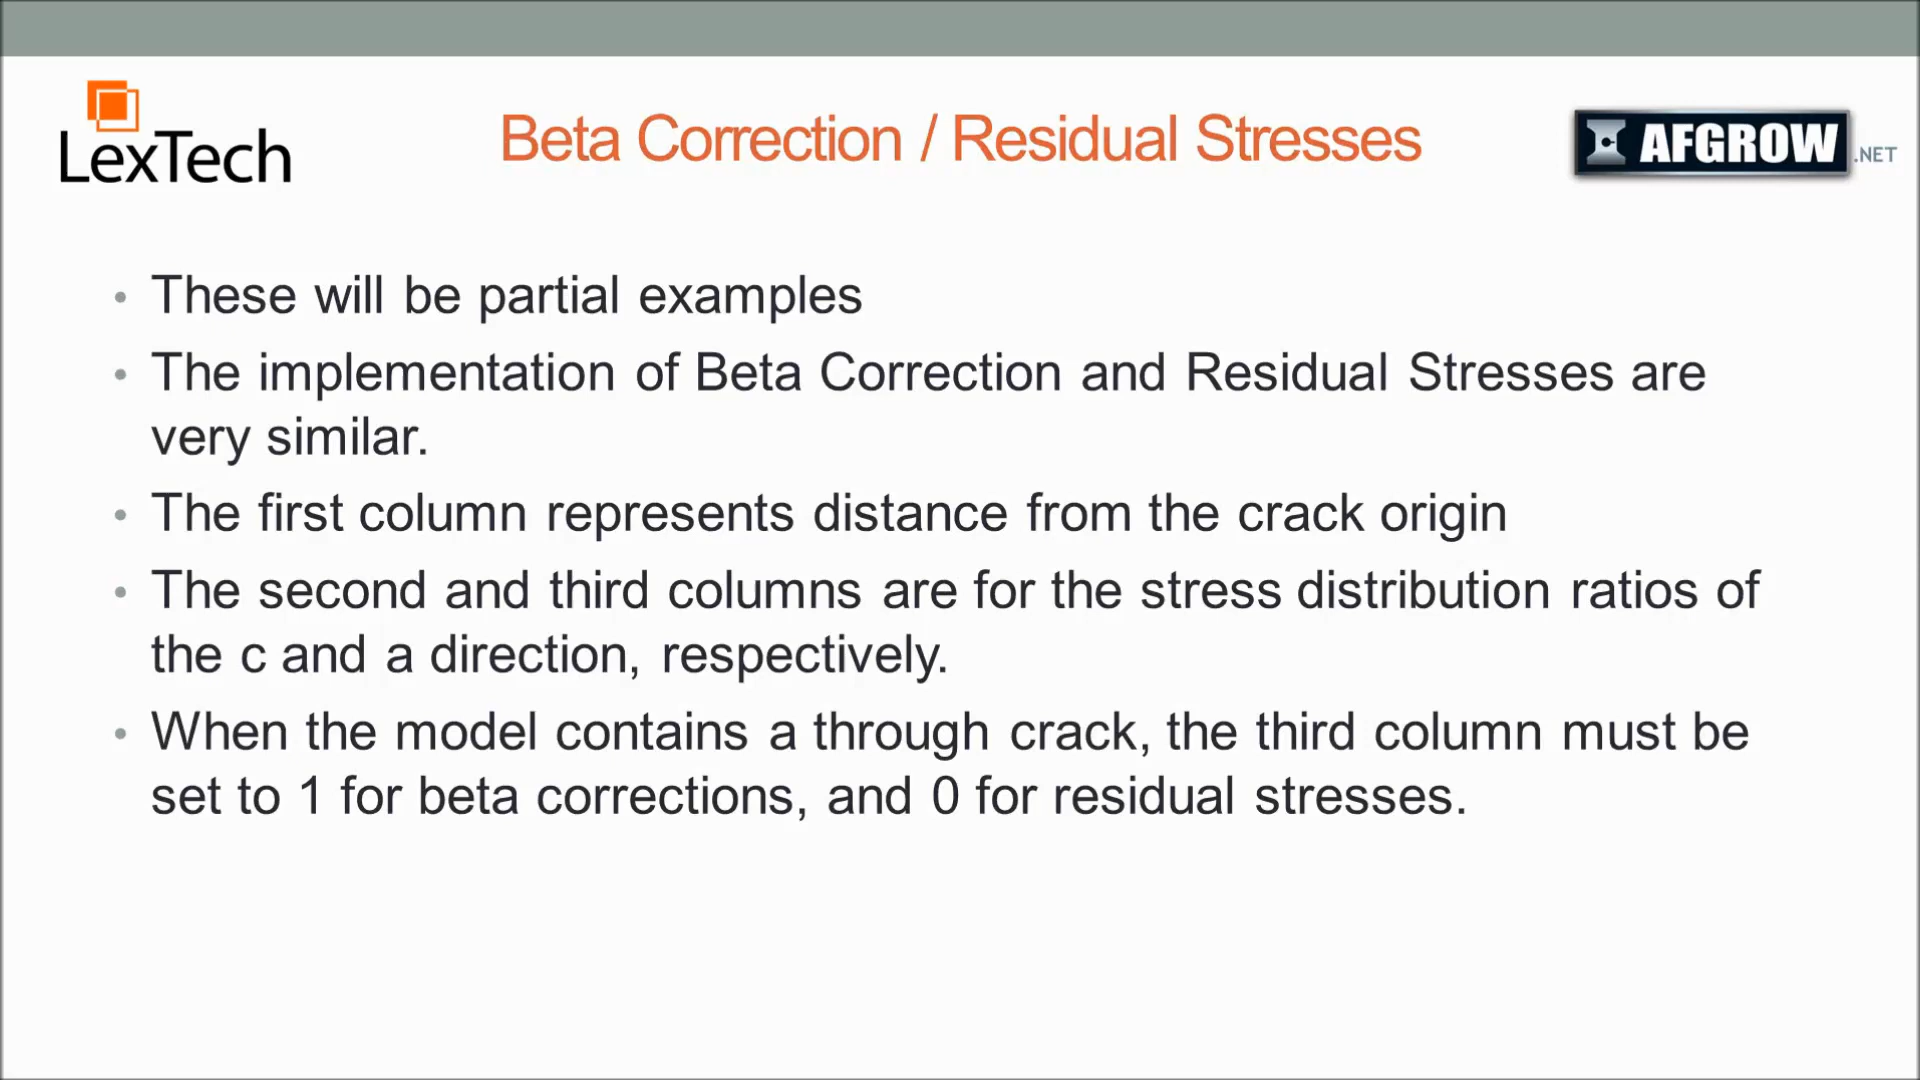 LexTech
Beta Correction / Residual Stresses
AFGROW
.NET
• These will be partial examples
• The implementation of Beta Correction and Residual Stresses are
very similar.
• The first column represents distance from the crack origin
• The second and third columns are for the stress distribution ratios of
the c and a direction, respectively.
• When the model contains a through crack, the third column must be
set to 1 for beta corrections, and 0 for residual stresses.